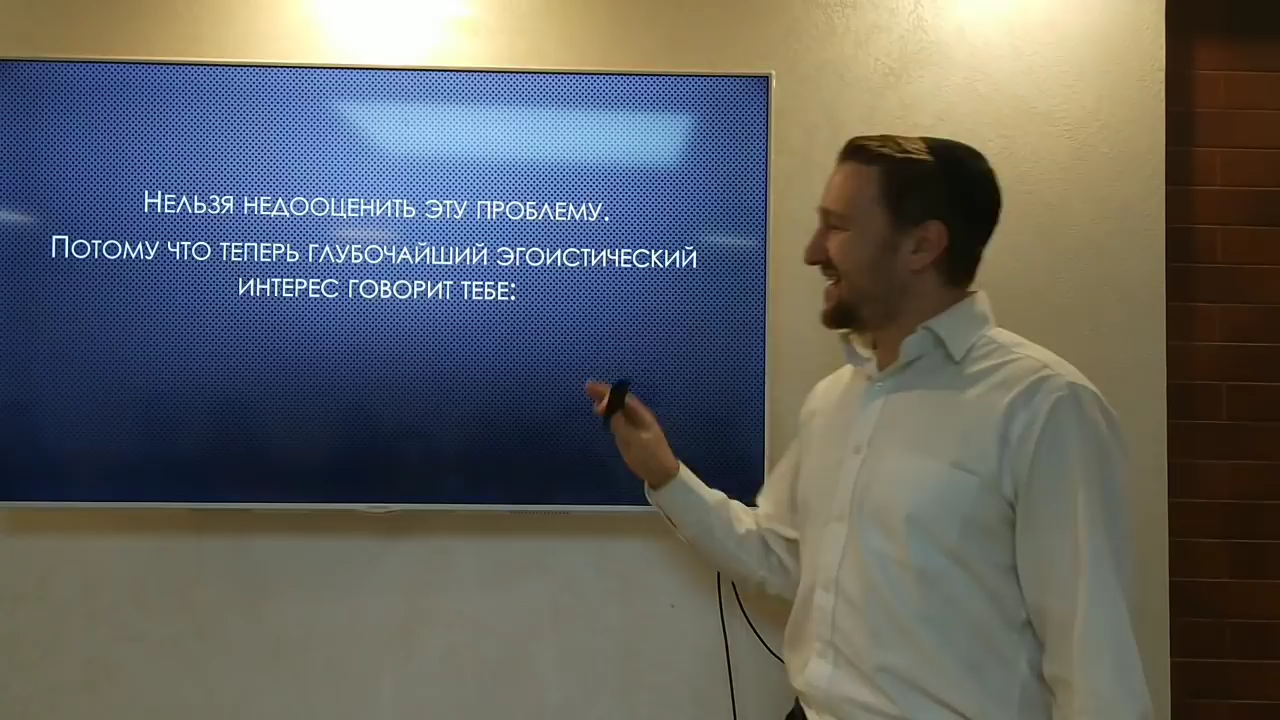 Нельзя недооценить эту проблему.
Потому что теперь глубочайший эгоистический
интерес говорит тебе: